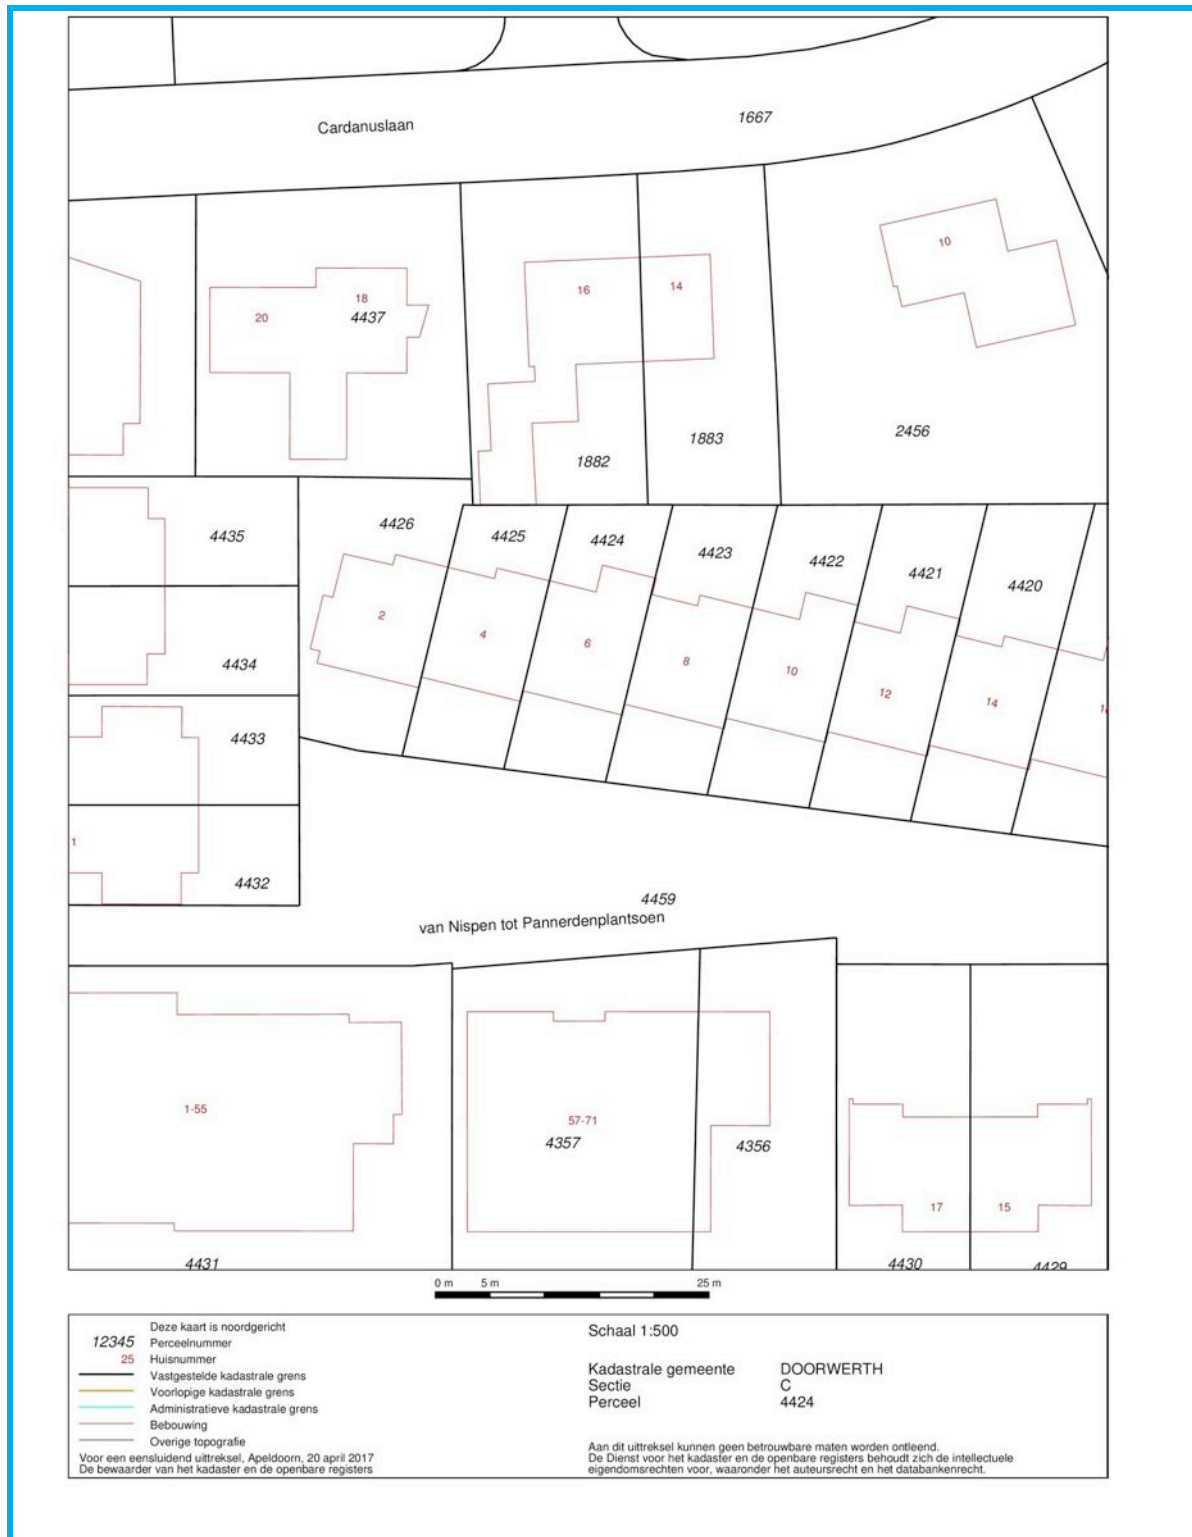 Cardanuslaan
1667
10
16
14
18
20
4437
2456
1883
1882
4426
4425
4424
4423
4422
4421
4420
4435
4434
4433
4432
2
4
6
8
10
12
14
1
4459
van Nispen tot Pannerdenplantsoen
1-55
57-71
4357
4356
17
15
4431
4430
4429
0 m 5 m 25 m
Deze kaart is noordgericht
12345 Perceelnummer
25 Huisnummer
Vastgestelde kadastrale grens
Voorlopige kadastrale grens
Administratieve kadastrale grens
Bebouwing
Overige topografie
Voor een eensluidend uittreksel, Apeldoorn, 20 april 2017
De bewaarder van het kadaster en de openbare registers
Schaal 1:500
Kadastrale gemeente DOORWERTH
Sectie C
Perceel 4424
Aan dit uittreksel kunnen geen betrouwbare maten worden ontleend.
De Dienst voor het kadaster en de openbare registers behoudt zich de intellectuele
eigendomsrechten voor, waaronder het auteursrecht en het databankenrecht.